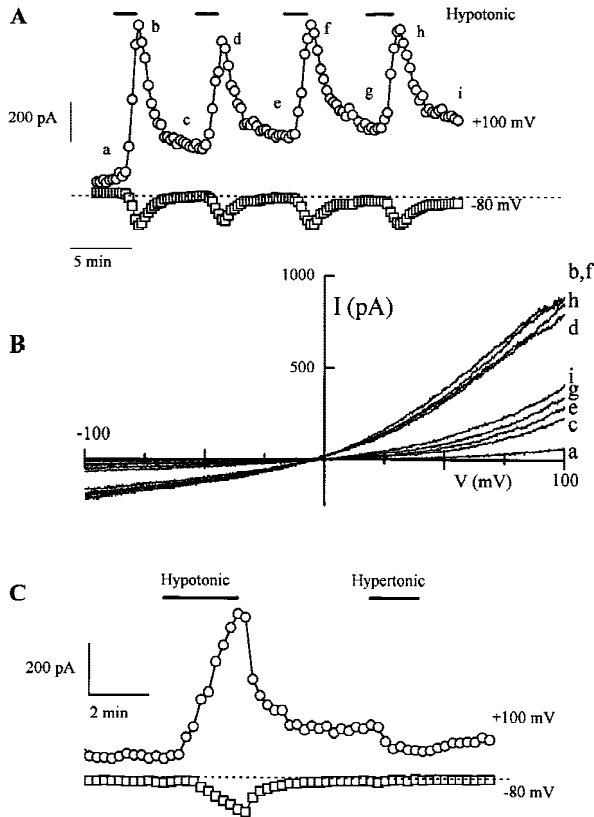 A
Hypotonic
b
d
f
h
a
c
e
g
i
200 pA
+100 mV
-80 mV
5 min
B
1000
I (pA)
500
-100
V (mV)
100
b,f
h
d
i
g
e
c
a
C
Hypotonic
Hypertonic
200 pA
2 min
+100 mV
-80 mV